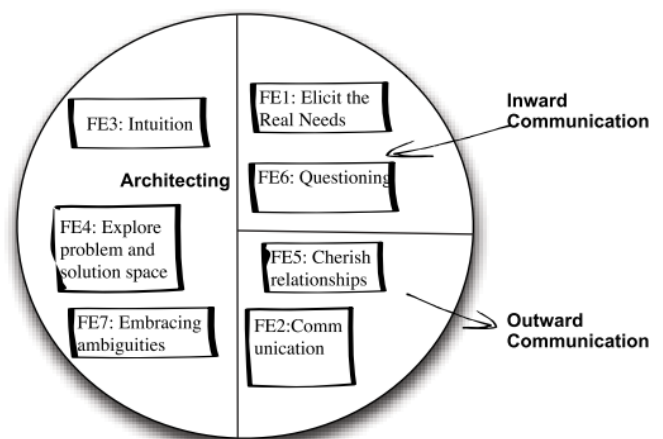 FE3: Intuition
Architecting
FE4: Explore
problem and
solution space
FE7: Embracing
ambiguities
FE1: Elicit the
Real Needs
FE6: Questioning
FE5: Cherish
relationships
FE2:Comm
unication
Inward
Communication
Outward
Communication